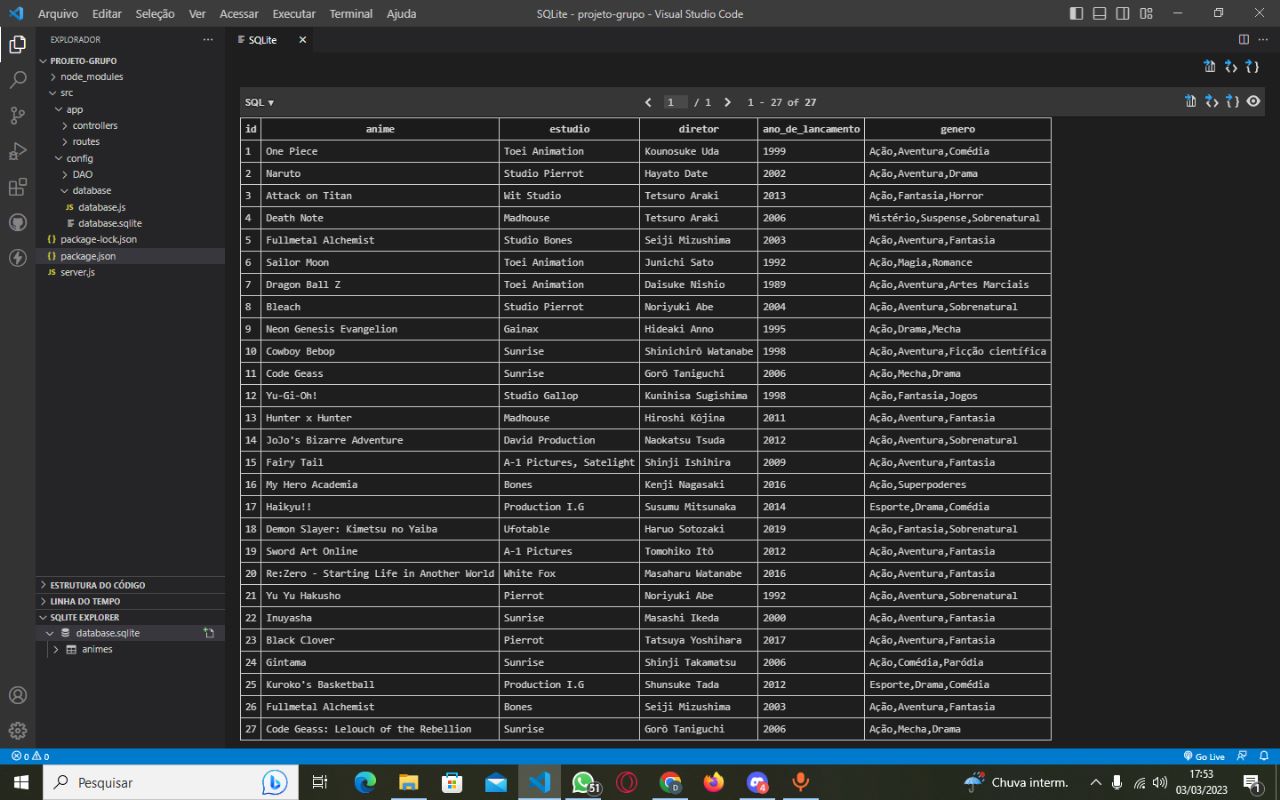 Arquivo Editar Seleção Ver Acessar Executar Terminal Ajuda SQLite - projeto-grupo - Visual Studio Code
EXPLORADOR ...
PROJETO-GRUPO
node_modules
src
app
controllers
routes
config
DAO
database
JS database.js
database.sqlite
{} package-lock.json
{} package.json
JS server.js
ESTRUTURA DO CÓDIGO
LINHA DO TEMPO
SQLITE EXPLORER
database.sqlite
animes
SQLite
SQL ▼ 1 / 1 1 - 27 of 27
id anime estudio diretor ano_de_lancamento genero
1 One Piece Toei Animation Kounosuke Uda 1999 Ação,Aventura,Comédia
2 Naruto Studio Pierrot Hayato Date 2002 Ação,Aventura,Drama
3 Attack on Titan Wit Studio Tetsuro Araki 2013 Ação,Fantasia,Horror
4 Death Note Madhouse Tetsuro Araki 2006 Mistério,Suspense,Sobrenatural
5 Fullmetal Alchemist Studio Bones Seiji Mizushima 2003 Ação,Aventura,Fantasia
6 Sailor Moon Toei Animation Junichi Sato 1992 Ação,Magia,Romance
7 Dragon Ball Z Toei Animation Daisuke Nishio 1989 Ação,Aventura,Artes Marciais
8 Bleach Studio Pierrot Noriyuki Abe 2004 Ação,Aventura,Sobrenatural
9 Neon Genesis Evangelion Gainax Hideaki Anno 1995 Ação,Drama,Mecha
10 Cowboy Bebop Sunrise Shinichirō Watanabe 1998 Ação,Aventura,Ficção científica
11 Code Geass Sunrise Gorō Taniguchi 2006 Ação,Mecha,Drama
12 Yu-Gi-Oh! Studio Gallop Kunihisa Sugishima 1998 Ação,Fantasia,Jogos
13 Hunter x Hunter Madhouse Hiroshi Kōjina 2011 Ação,Aventura,Fantasia
14 JoJo's Bizarre Adventure David Production Naokatsu Tsuda 2012 Ação,Aventura,Sobrenatural
15 Fairy Tail A-1 Pictures, Satelight Shinji Ishihira 2009 Ação,Aventura,Fantasia
16 My Hero Academia Bones Kenji Nagasaki 2016 Ação,Superpoderes
17 Haikyu!! Production I.G Susumu Mitsunaka 2014 Esporte,Drama,Comédia
18 Demon Slayer: Kimetsu no Yaiba Ufotable Haruo Sotozaki 2019 Ação,Fantasia,Sobrenatural
19 Sword Art Online A-1 Pictures Tomohiko Itō 2012 Ação,Aventura,Fantasia
20 Re:Zero - Starting Life in Another World White Fox Masaharu Watanabe 2016 Ação,Aventura,Fantasia
21 Yu Yu Hakusho Pierrot Noriyuki Abe 1992 Ação,Aventura,Sobrenatural
22 Inuyasha Sunrise Masashi Ikeda 2000 Ação,Aventura,Fantasia
23 Black Clover Pierrot Tatsuya Yoshihara 2017 Ação,Aventura,Fantasia
24 Gintama Sunrise Shinji Takamatsu 2006 Ação,Comédia,Paródia
25 Kuroko's Basketball Production I.G Shunsuke Tada 2012 Esporte,Drama,Comédia
26 Fullmetal Alchemist Bones Seiji Mizushima 2003 Ação,Aventura,Fantasia
27 Code Geass: Lelouch of the Rebellion Sunrise Gorō Taniguchi 2006 Ação,Mecha,Drama
0 0 Go Live
Pesquisar 51 D 4 Chuva interm. 17:53 1
03/03/2023